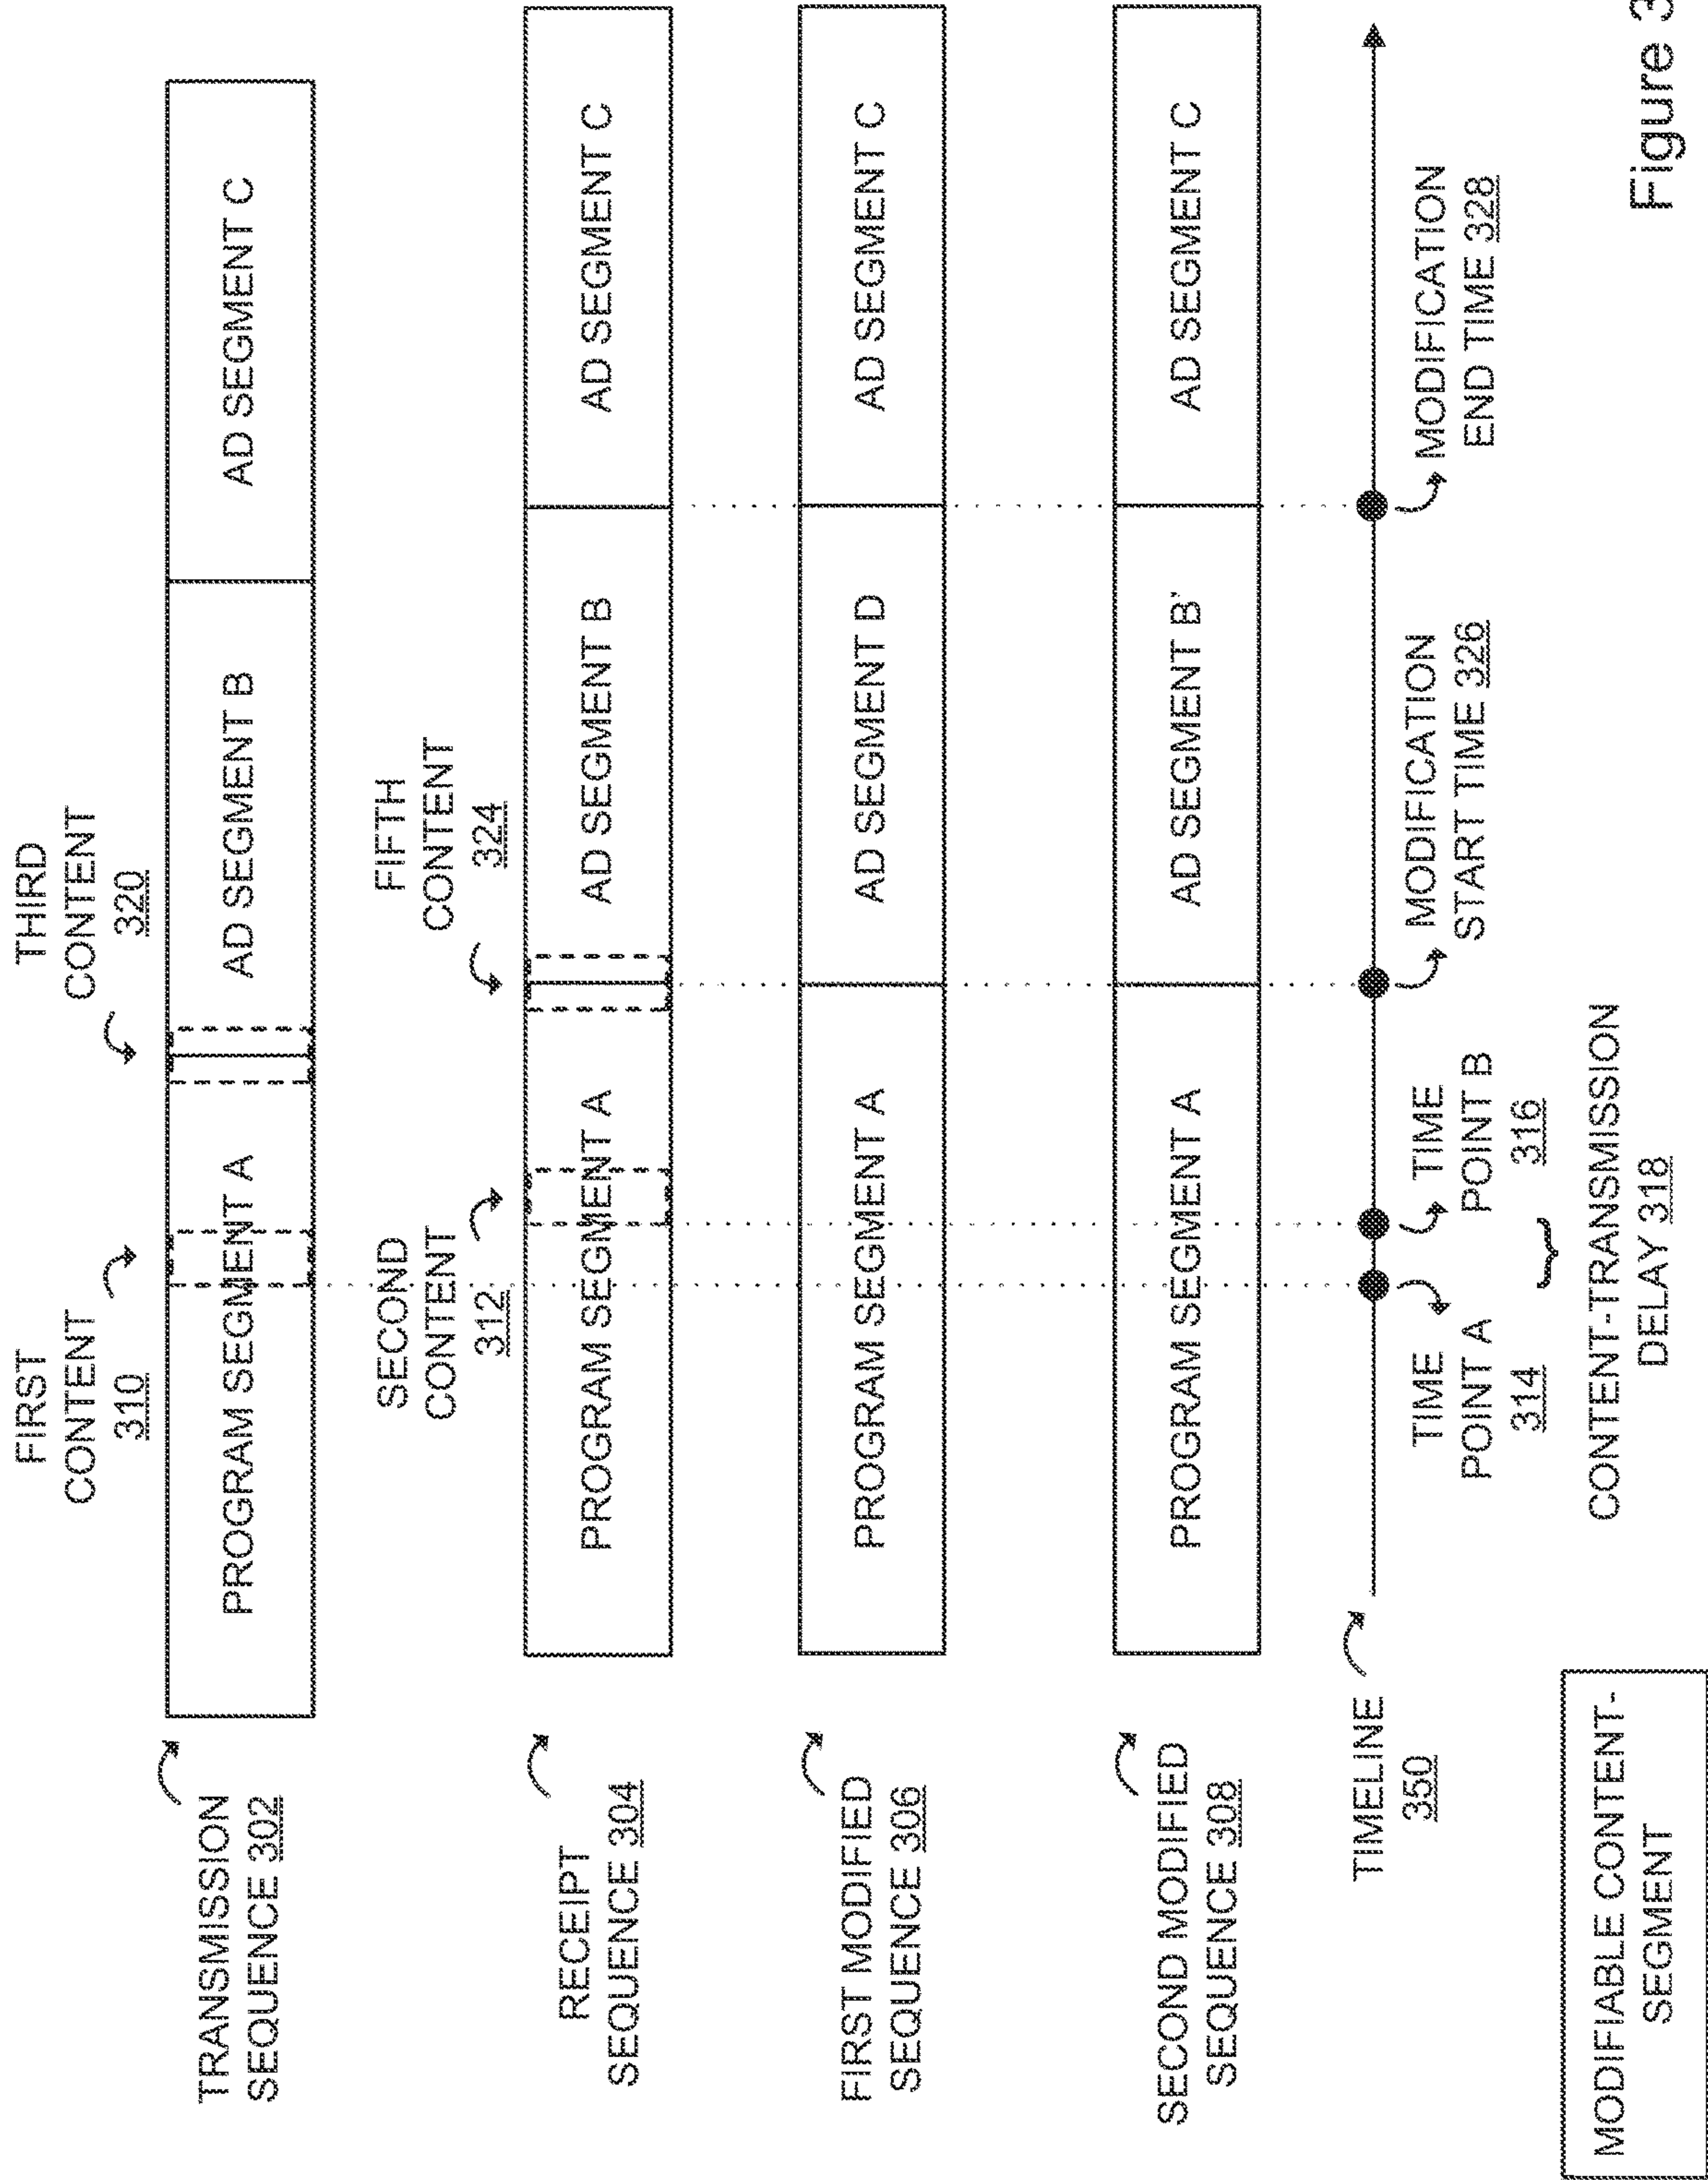 FIRST
CONTENT
310
THIRD
CONTENT
320
TRANSMISSION
SEQUENCE 302
PROGRAM SEGMENT A
AD SEGMENT B
AD SEGMENT C
SECOND
CONTENT
312
FIFTH
CONTENT
324
RECEIPT
SEQUENCE 304
PROGRAM SEGMENT A
AD SEGMENT B
AD SEGMENT C
FIRST MODIFIED
SEQUENCE 306
PROGRAM SEGMENT A
AD SEGMENT D
AD SEGMENT C
SECOND MODIFIED
SEQUENCE 308
PROGRAM SEGMENT A
AD SEGMENT B'
AD SEGMENT C
TIMELINE
350
TIME
POINT A
314
TIME
POINT B
316
MODIFICATION
START TIME 326
MODIFICATION
END TIME 328
CONTENT-TRANSMISSION
DELAY 318
MODIFIABLE CONTENT-
SEGMENT
Figure 3